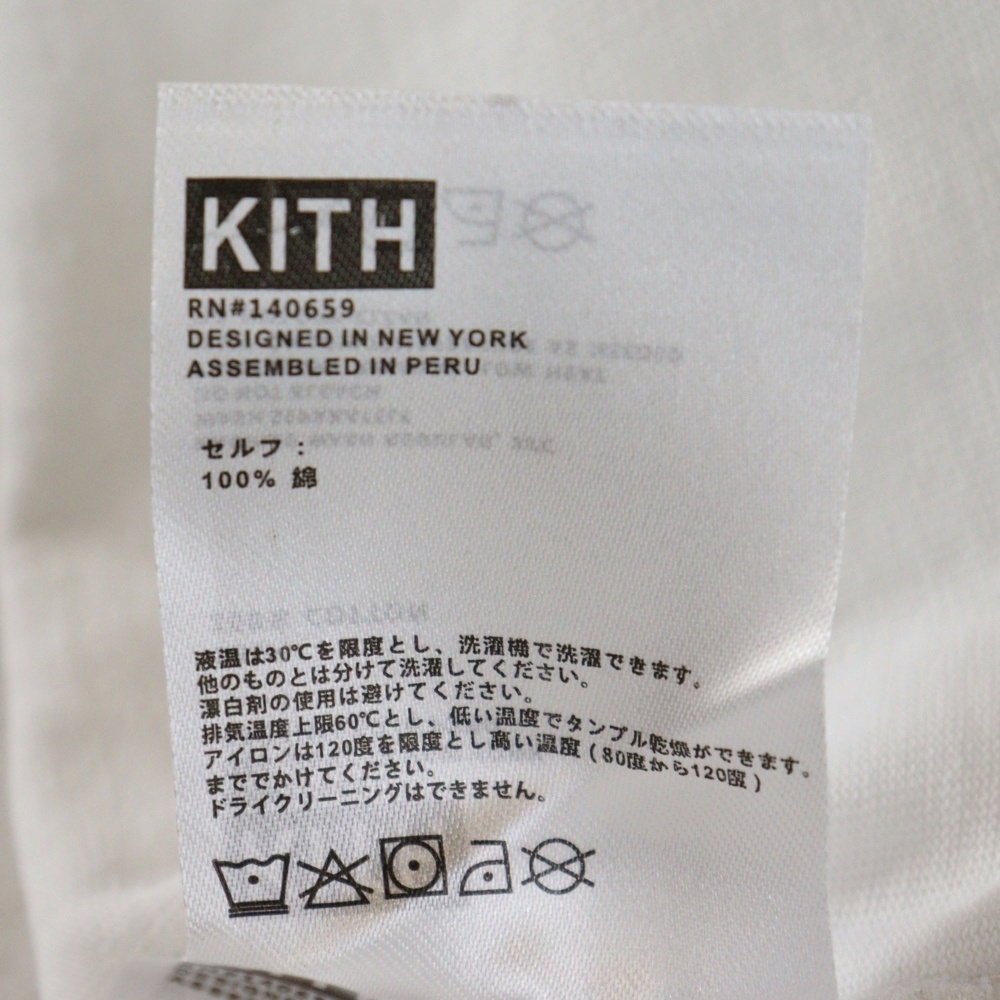 KITH
RN#140659
DESIGNED IN NEW YORK
ASSEMBLED IN PERU
セルフ：
100% 綿
液温は30℃を限度とし、洗濯機で洗濯できます。
他のものとは分けて洗濯してください。
漂白剤の使用は避けてください。
排気温度上限60℃とし、低い温度でタンブル乾燥ができます。
アイロンは120度を限度とし高い温度（80度から120度）
まででかけてください。
ドライクリーニングはできません。